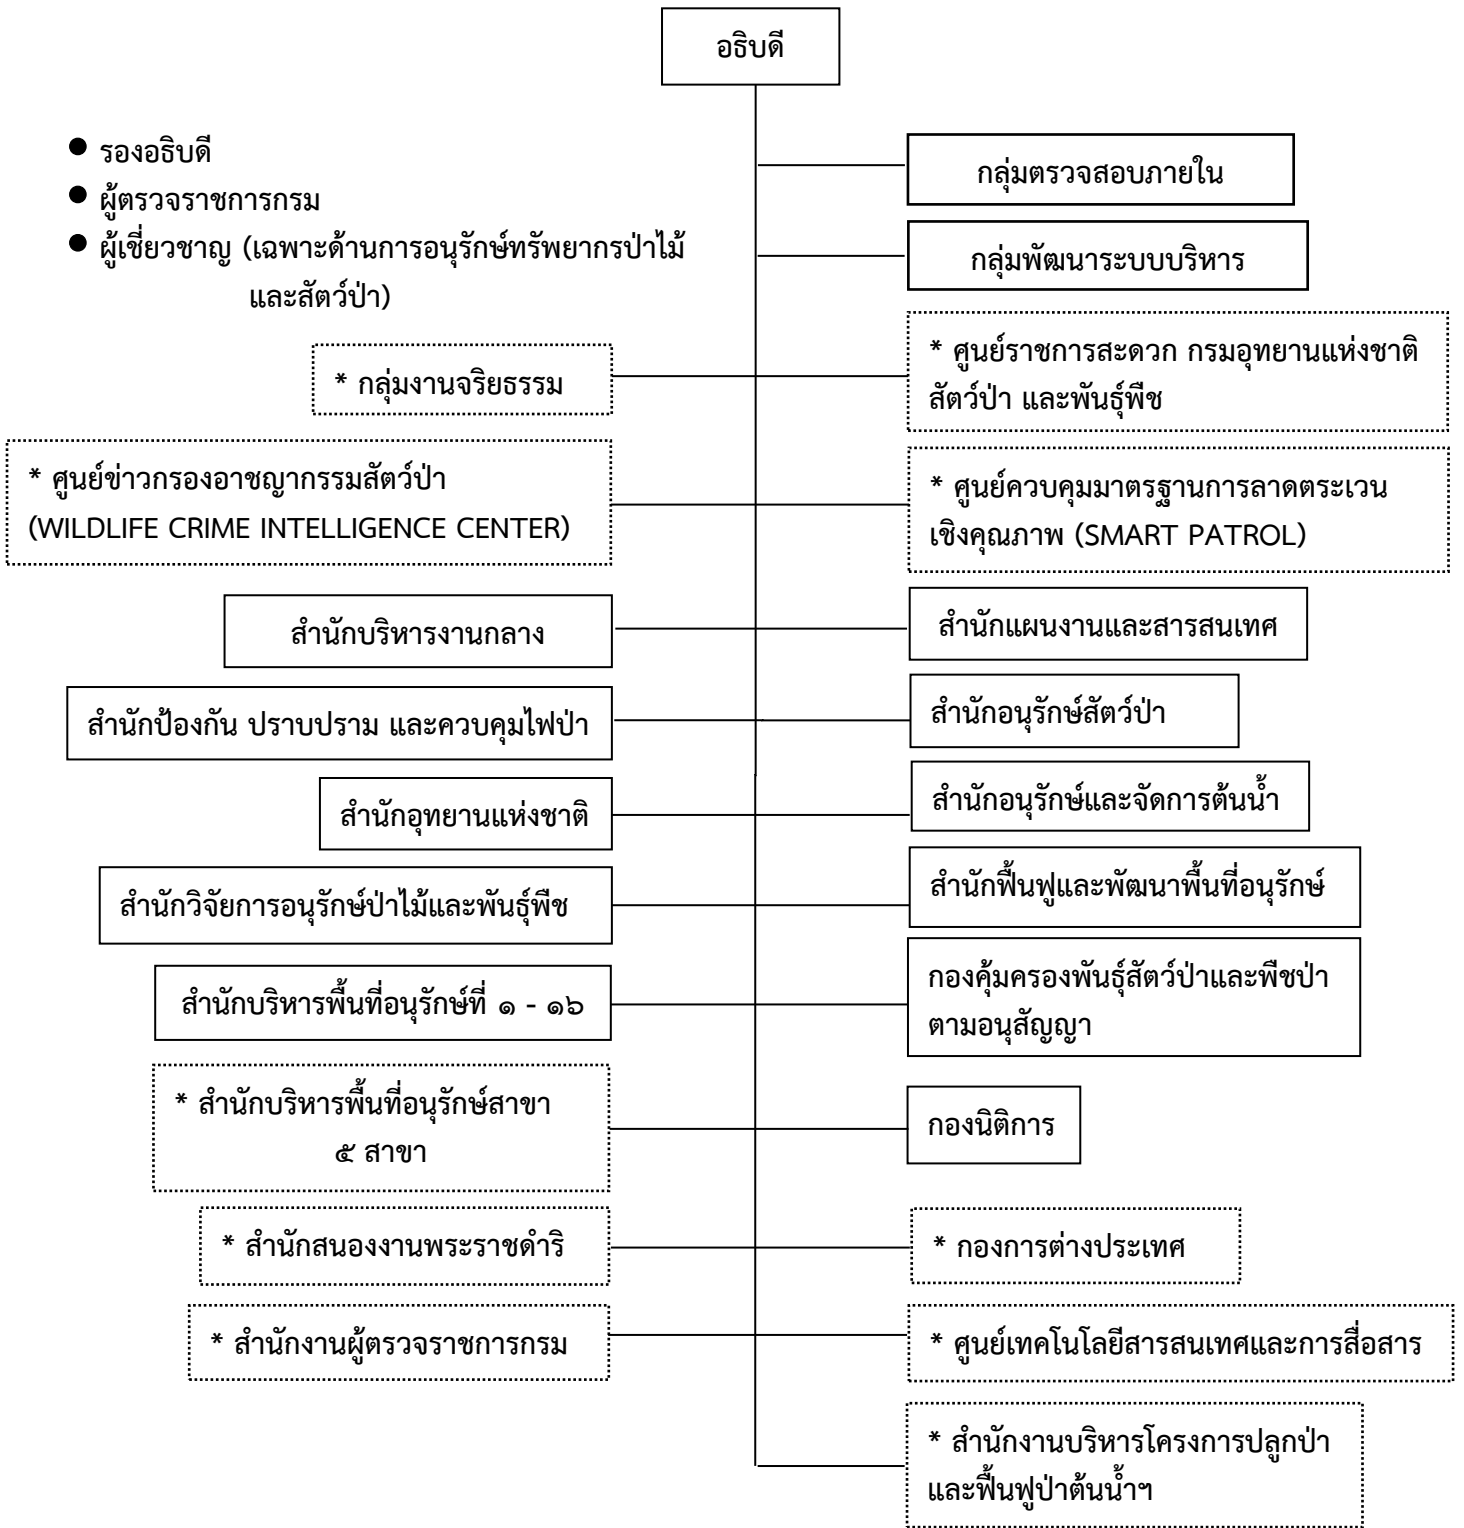 อธิบดี
● รองอธิบดี
● ผู้ตรวจราชการกรม
● ผู้เชี่ยวชาญ (เฉพาะด้านการอนุรักษ์ทรัพยากรป่าไม้
และสัตว์ป่า)
กลุ่มตรวจสอบภายใน
กลุ่มพัฒนาระบบบริหาร
* กลุ่มงานจริยธรรม
* ศูนย์ราชการสะดวก กรมอุทยานแห่งชาติ
สัตว์ป่า และพันธุ์พืช
* ศูนย์ข่าวกรองอาชญากรรมสัตว์ป่า
(WILDLIFE CRIME INTELLIGENCE CENTER)
* ศูนย์ควบคุมมาตรฐานการลาดตระเวน
เชิงคุณภาพ (SMART PATROL)
สำนักบริหารงานกลาง
สำนักแผนงานและสารสนเทศ
สำนักป้องกัน ปราบปราม และควบคุมไฟป่า
สำนักอนุรักษ์สัตว์ป่า
สำนักอุทยานแห่งชาติ
สำนักอนุรักษ์และจัดการต้นน้ำ
สำนักวิจัยการอนุรักษ์ป่าไม้และพันธุ์พืช
สำนักฟื้นฟูและพัฒนาพื้นที่อนุรักษ์
สำนักบริหารพื้นที่อนุรักษ์ที่ ๑ - ๑๖
กองคุ้มครองพันธุ์สัตว์ป่าและพืชป่า
ตามอนุสัญญา
* สำนักบริหารพื้นที่อนุรักษ์สาขา
๕ สาขา
กองนิติการ
* สำนักสนองงานพระราชดำริ
* กองการต่างประเทศ
* สำนักงานผู้ตรวจราชการกรม
* ศูนย์เทคโนโลยีสารสนเทศและการสื่อสาร
* สำนักงานบริหารโครงการปลูกป่า
และฟื้นฟูป่าต้นน้ำฯ